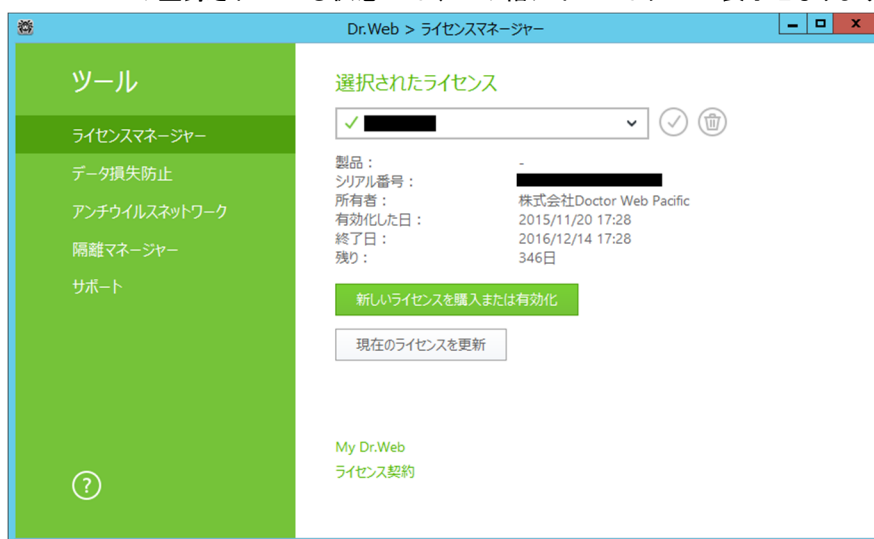 Dr.Web > ライセンスマネージャー
ツール
ライセンスマネージャー
データ損失防止
アンチウイルスネットワーク
隔離マネージャー
サポート
選択されたライセンス
製品： -
シリアル番号：
所有者： 株式会社Doctor Web Pacific
有効化した日： 2015/11/20 17:28
終了日： 2016/12/14 17:28
残り： 346日
新しいライセンスを購入または有効化
現在のライセンスを更新
My Dr.Web
ライセンス契約
?